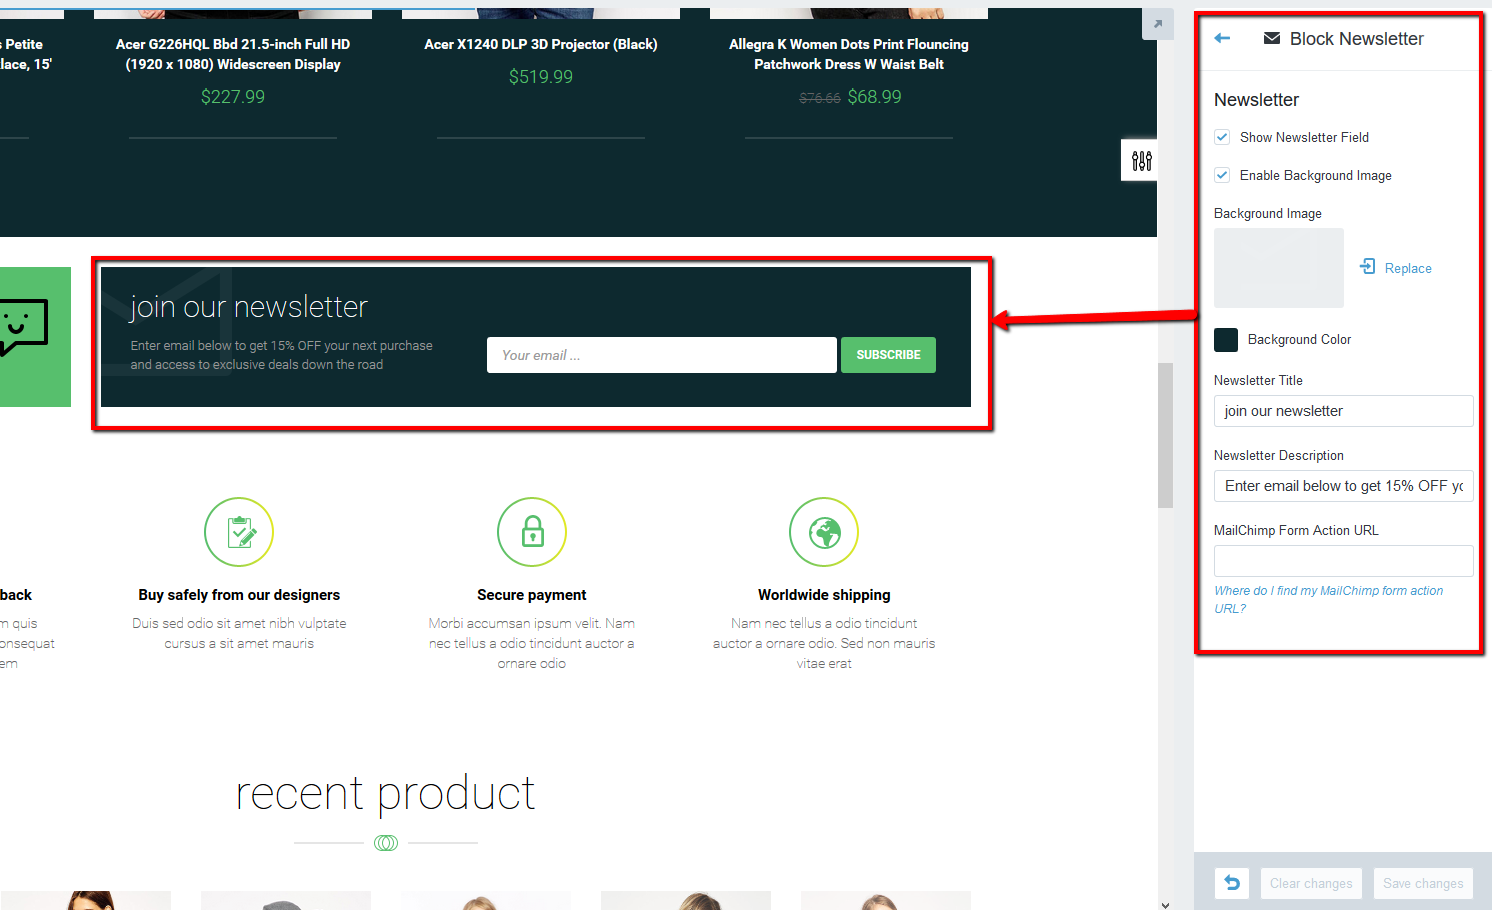 s Petite
lace, 15'
Acer G226HQL Bbd 21.5-inch Full HD
(1920 x 1080) Widescreen Display
$227.99
Acer X1240 DLP 3D Projector (Black)
$519.99
Allegra K Women Dots Print Flouncing
Patchwork Dress W Waist Belt
$76.66 $68.99
join our newsletter
Enter email below to get 15% OFF your next purchase
and access to exclusive deals down the road
Your email ...
SUBSCRIBE
back
m quis
onsequat
em
Buy safely from our designers
Duis sed odio sit amet nibh vulptate
cursus a sit amet mauris
Secure payment
Morbi accumsan ipsum velit. Nam
nec tellus a odio tincidunt auctor a
ornare odio
Worldwide shipping
Nam nec tellus a odio tincidunt
auctor a ornare odio. Sed non mauris
vitae erat
recent product
Block Newsletter
Newsletter
Show Newsletter Field
Enable Background Image
Background Image
Replace
Background Color
Newsletter Title
join our newsletter
Newsletter Description
Enter email below to get 15% OFF yo
MailChimp Form Action URL
Where do I find my MailChimp form action
URL?
Clear changes
Save changes